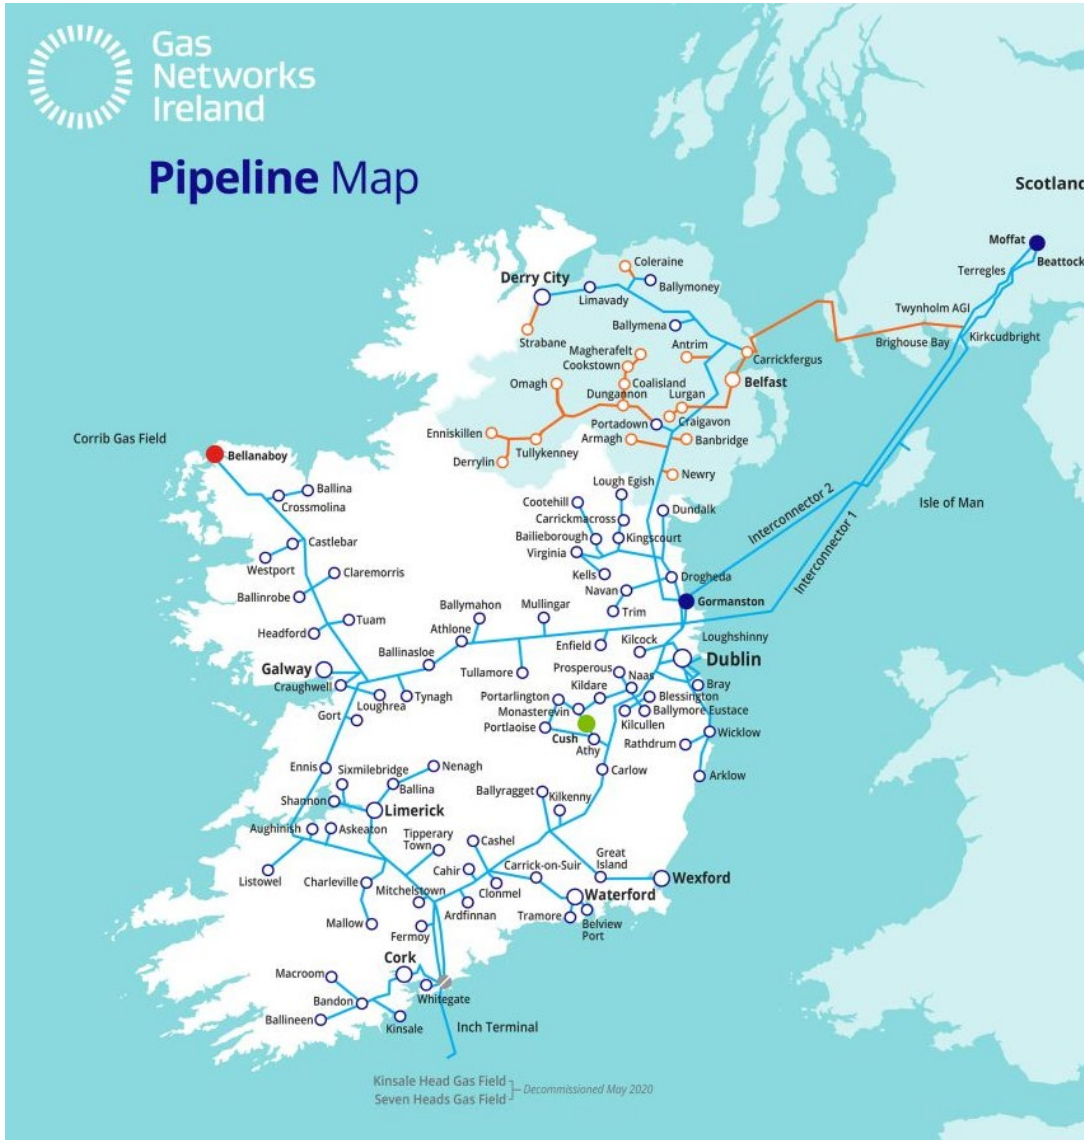 Gas
Networks
Ireland
Pipeline Map
Scotland
Moffat
Beattock
Terregles
Coleraine
Derry City
Ballymoney
Limavady
Twynholm AGI
Ballymena
Strabane
Kirkcudbright
Brighouse Bay
Magherafelt
Antrim
Carrickfergus
Cookstown
Omagh
Coalisland
Belfast
Dungannon
Lurgan
Portadown
Craigavon
Enniskillen
Armagh
Banbridge
Corrib Gas Field
Tullykenney
Bellanaboy
Derrylin
Newry
Lough Egish
Ballina
Cootehill
Isle of Man
Crossmolina
Carrickmacross
Dundalk
Interconnector 2
Bailieborough
Kingscourt
Castlebar
Virginia
Interconnector 1
Westport
Claremorris
Kells
Drogheda
Navan
Ballinrobe
Gormanston
Ballymahon
Mullingar
Trim
Tuam
Athlone
Headford
Kilcock
Loughshinny
Enfield
Ballinasloe
Dublin
Galway
Tullamore
Prosperous
Naas
Craughwell
Kildare
Bray
Loughrea
Tynagh
Portarlington
Blessington
Monasterevin
Ballymore Eustace
Gort
Portlaoise
Kilcullen
Cush
Wicklow
Athy
Rathdrum
Ennis
Sixmilebridge
Nenagh
Carlow
Arklow
Ballina
Ballyragget
Shannon
Kilkenny
Limerick
Aughinish
Askeaton
Tipperary
Town
Cashel
Great
Island
Carrick-on-Suir
Cahir
Listowel
Charleville
Wexford
Mitchelstown
Clonmel
Waterford
Ardfinnan
Mallow
Tramore
Belview
Port
Fermoy
Cork
Macroom
Whitegate
Bandon
Ballineen
Kinsale
Inch Terminal
Kinsale Head Gas Field
Seven Heads Gas Field
Decommissioned May 2020